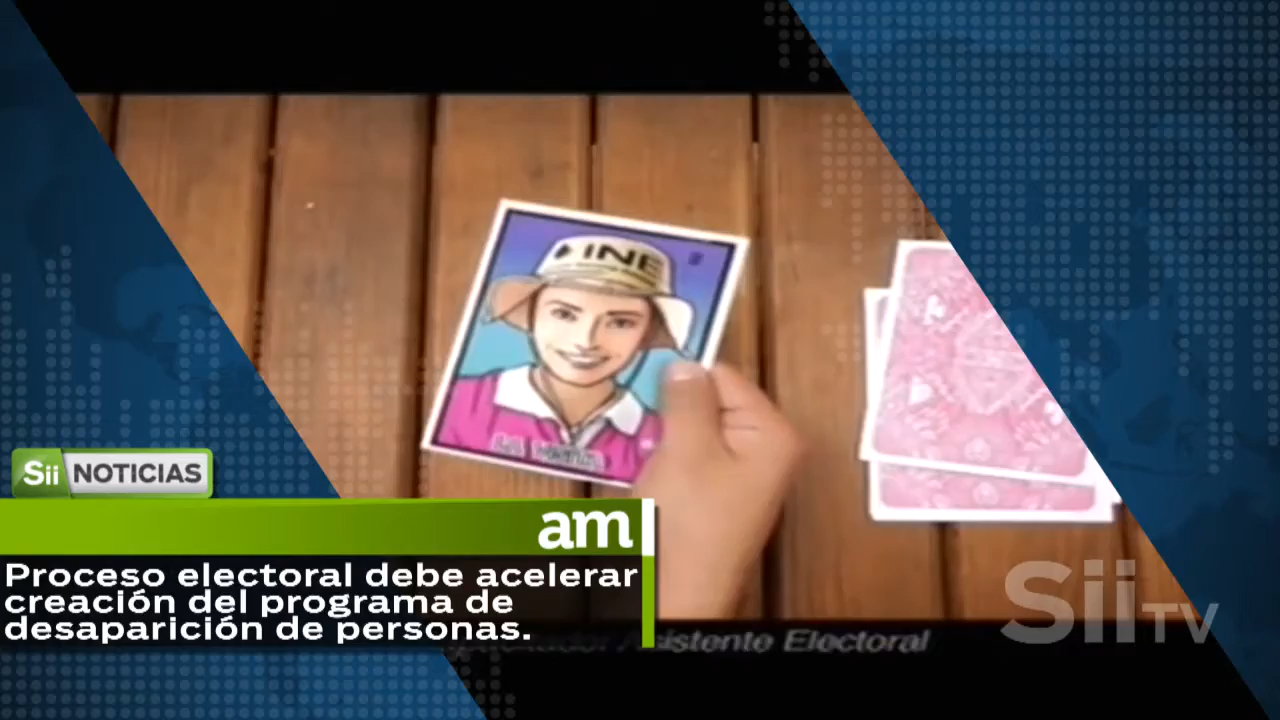 INE
Sii NOTICIAS
am
Proceso electoral debe acelerar
creación del programa de
desaparición de personas.
Asistente Electoral
Sii TV